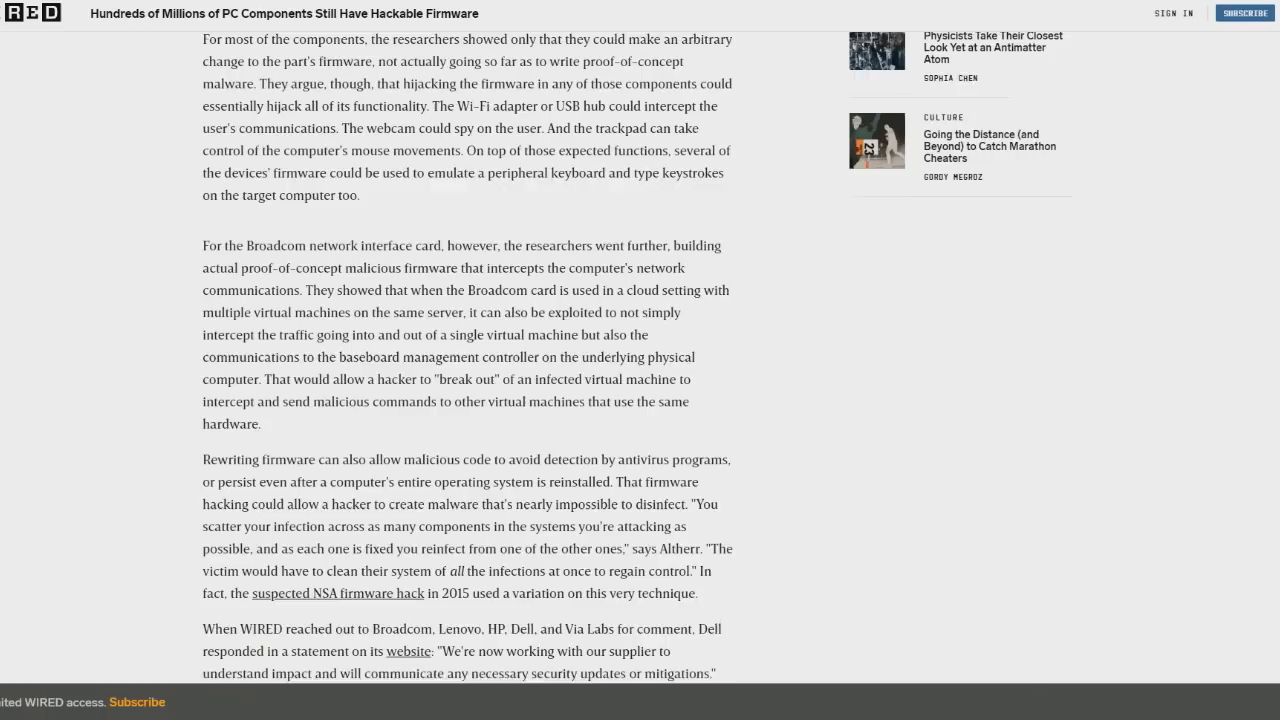 RED
Hundreds of Millions of PC Components Still Have Hackable Firmware
SIGN IN
SUBSCRIBE
For most of the components, the researchers showed only that they could make an arbitrary
change to the part's firmware, not actually going so far as to write proof-of-concept
malware. They argue, though, that hijacking the firmware in any of those components could
essentially hijack all of its functionality. The Wi-Fi adapter or USB hub could intercept the
user's communications. The webcam could spy on the user. And the trackpad can take
control of the computer's mouse movements. On top of those expected functions, several of
the devices' firmware could be used to emulate a peripheral keyboard and type keystrokes
on the target computer too.
For the Broadcom network interface card, however, the researchers went further, building
actual proof-of-concept malicious firmware that intercepts the computer's network
communications. They showed that when the Broadcom card is used in a cloud setting with
multiple virtual machines on the same server, it can also be exploited to not simply
intercept the traffic going into and out of a single virtual machine but also the
communications to the baseboard management controller on the underlying physical
computer. That would allow a hacker to "break out" of an infected virtual machine to
intercept and send malicious commands to other virtual machines that use the same
hardware.
Rewriting firmware can also allow malicious code to avoid detection by antivirus programs,
or persist even after a computer's entire operating system is reinstalled. That firmware
hacking could allow a hacker to create malware that's nearly impossible to disinfect. "You
scatter your infection across as many components in the systems you're attacking as
possible, and as each one is fixed you reinfect from one of the other ones," says Altherr. "The
victim would have to clean their system of all the infections at once to regain control." In
fact, the suspected NSA firmware hack in 2015 used a variation on this very technique.
When WIRED reached out to Broadcom, Lenovo, HP, Dell, and Via Labs for comment, Dell
responded in a statement on its website: "We're now working with our supplier to
understand impact and will communicate any necessary security updates or mitigations."
Physicists Take Their Closest
Look Yet at an Antimatter
Atom
SOPHIA CHEN
CULTURE
23
Going the Distance (and
Beyond) to Catch Marathon
Cheaters
GORDY MEGROZ
ited WIRED access. Subscribe